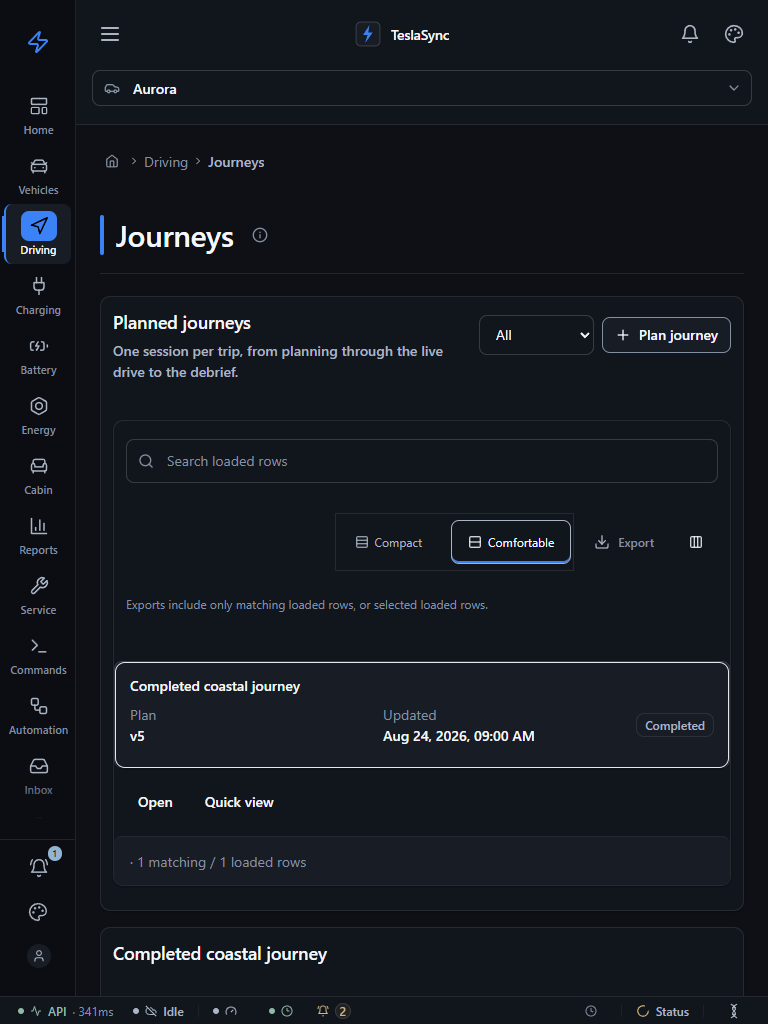 TeslaSync
Aurora
Home
Vehicles
Driving
Charging
Battery
Energy
Cabin
Reports
Service
Commands
Automation
Inbox
1
Driving
Journeys
Journeys
Planned journeys
One session per trip, from planning through the live
drive to the debrief.
All
Plan journey
Search loaded rows
Compact
Comfortable
Export
Exports include only matching loaded rows, or selected loaded rows.
Completed coastal journey
Plan
v5
Updated
Aug 24, 2026, 09:00 AM
Completed
Open
Quick view
· 1 matching / 1 loaded rows
Completed coastal journey
API · 341ms
Idle
2
Status